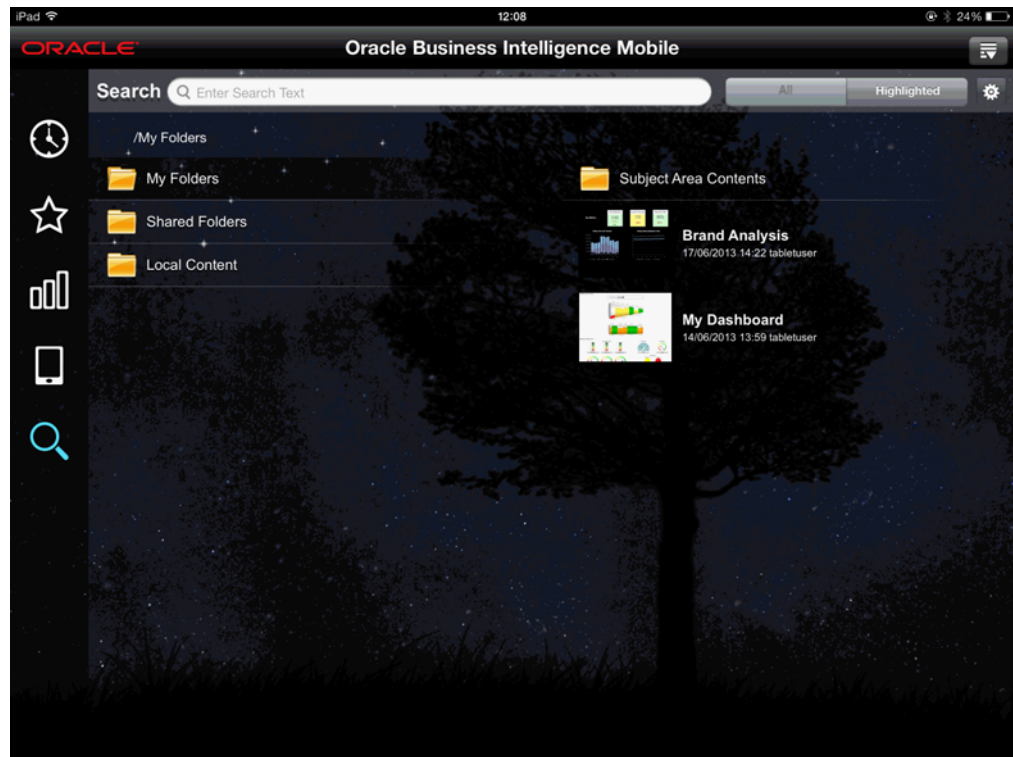 iPad 12:08 24%
ORACLE Oracle Business Intelligence Mobile
Search Enter Search Text All Highlighted
/My Folders
My Folders
Shared Folders
Local Content
Subject Area Contents
Brand Analysis
17/06/2013 14:22 tabletuser
My Dashboard
14/06/2013 13:59 tabletuser